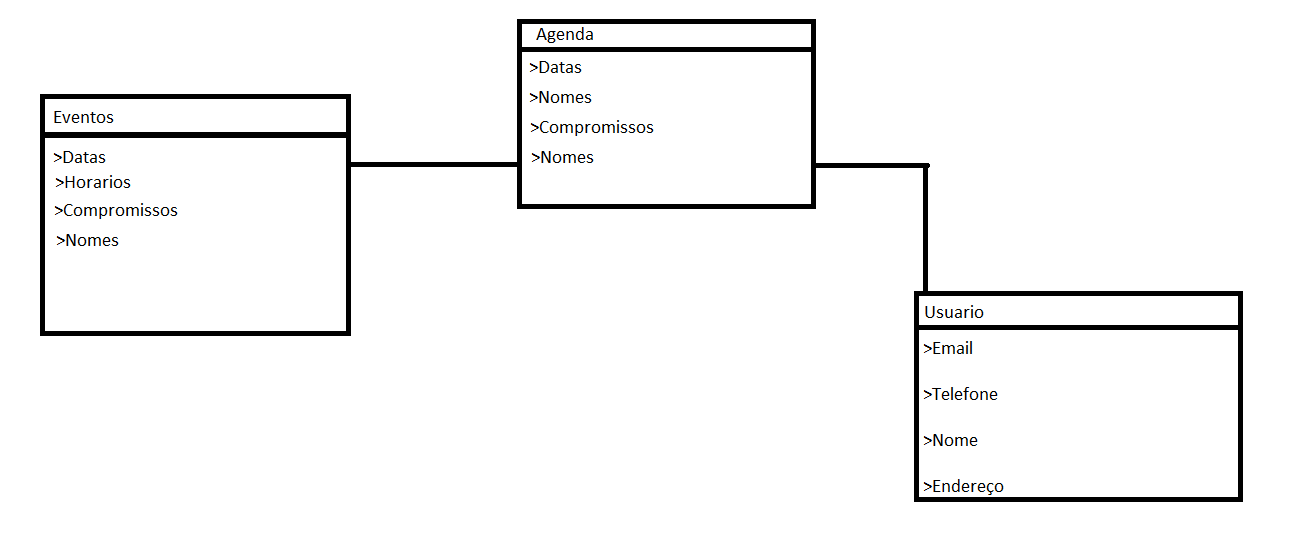 Eventos
>Datas
>Horarios
>Compromissos
>Nomes
Agenda
>Datas
>Nomes
>Compromissos
>Nomes
Usuario
>Email
>Telefone
>Nome
>Endereço